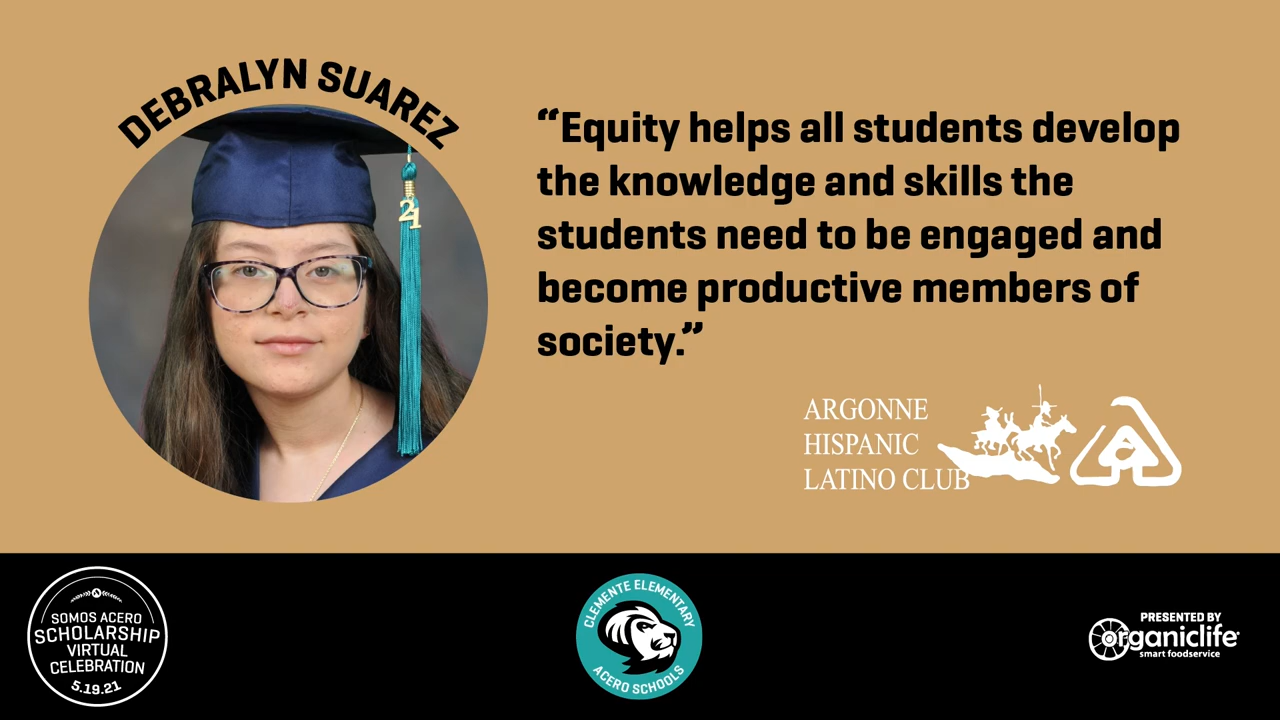 DEBRALYN SUAREZ
21
“Equity helps all students develop
the knowledge and skills the
students need to be engaged and
become productive members of
society.”
ARGONNE
HISPANIC
LATINO CLUB
SOMOS ACERO
SCHOLARSHIP
VIRTUAL
CELEBRATION
5.19.21
CLEMENTE ELEMENTARY
ACERO SCHOOLS
PRESENTED BY
organiclife
smart foodservice